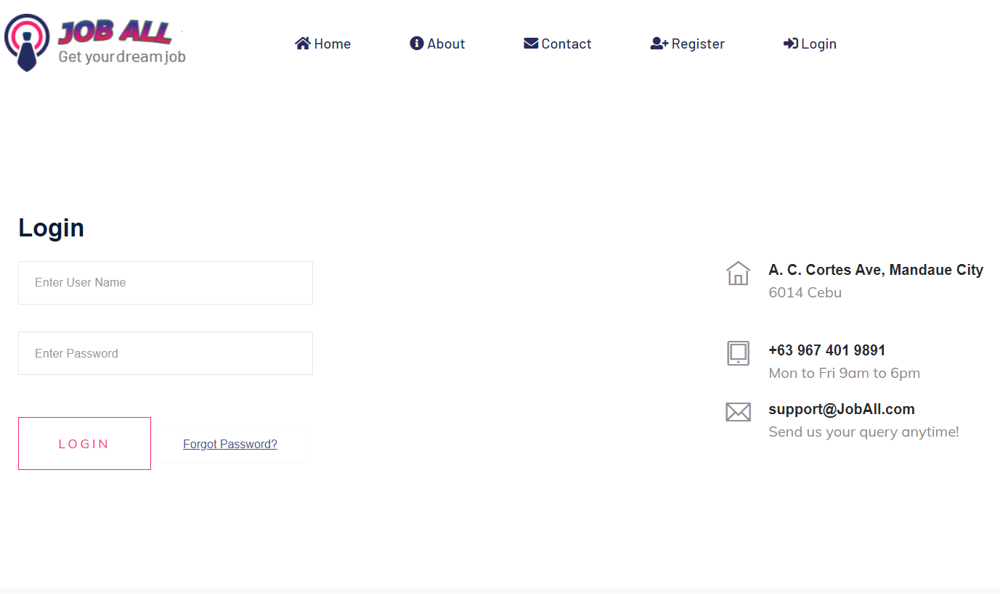 JOB ALL
Get your dream job
Home About Contact Register Login
Login
Enter User Name
Enter Password
LOGIN Forgot Password?
A. C. Cortes Ave, Mandaue City
6014 Cebu
+63 967 401 9891
Mon to Fri 9am to 6pm
support@JobAll.com
Send us your query anytime!